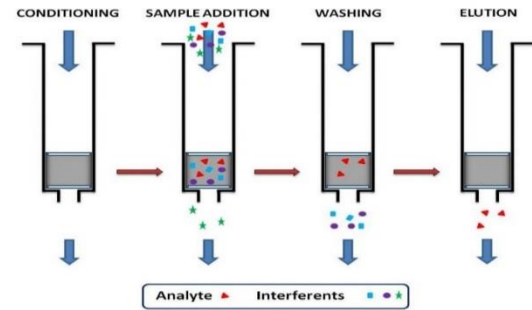 CONDITIONING SAMPLE ADDITION WASHING ELUTION
Analyte Interferents